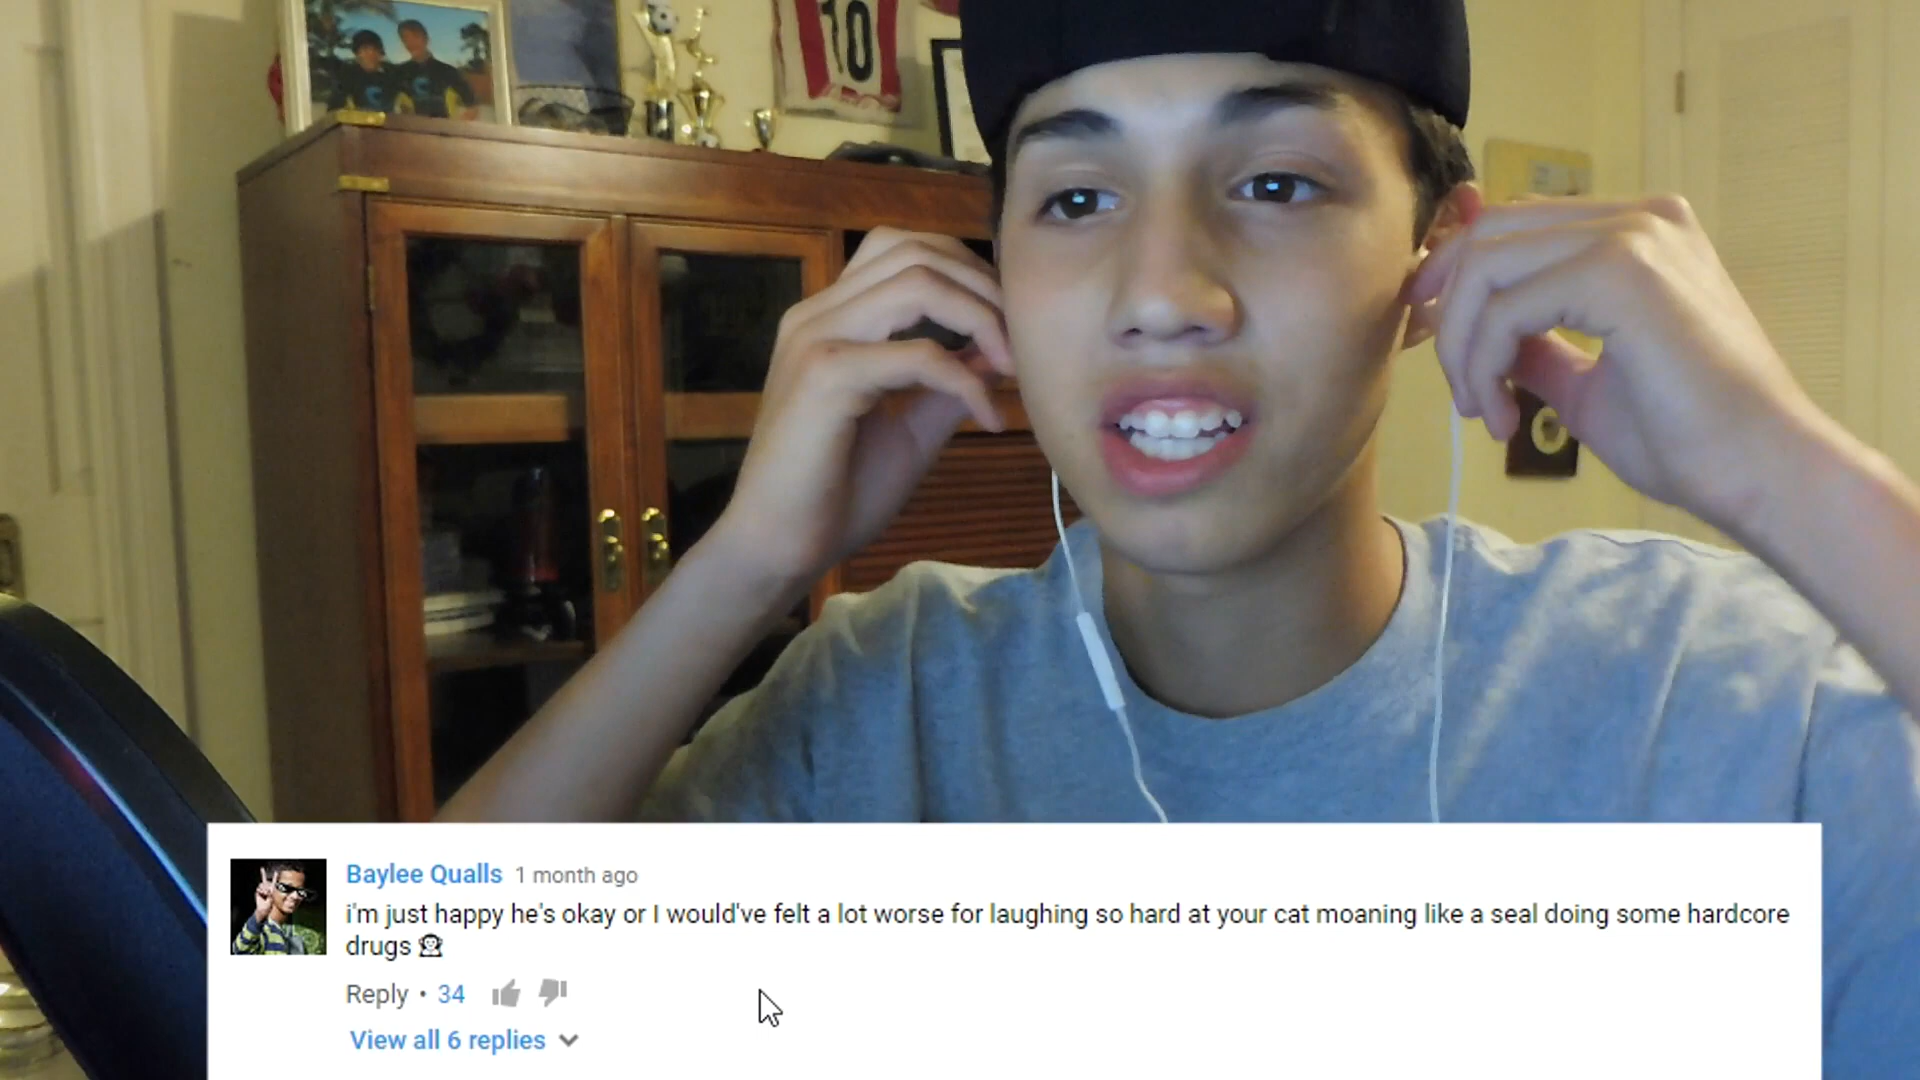 10
Baylee Qualls 1 month ago
i'm just happy he's okay or I would've felt a lot worse for laughing so hard at your cat moaning like a seal doing some hardcore
drugs 🙊
Reply • 34
View all 6 replies